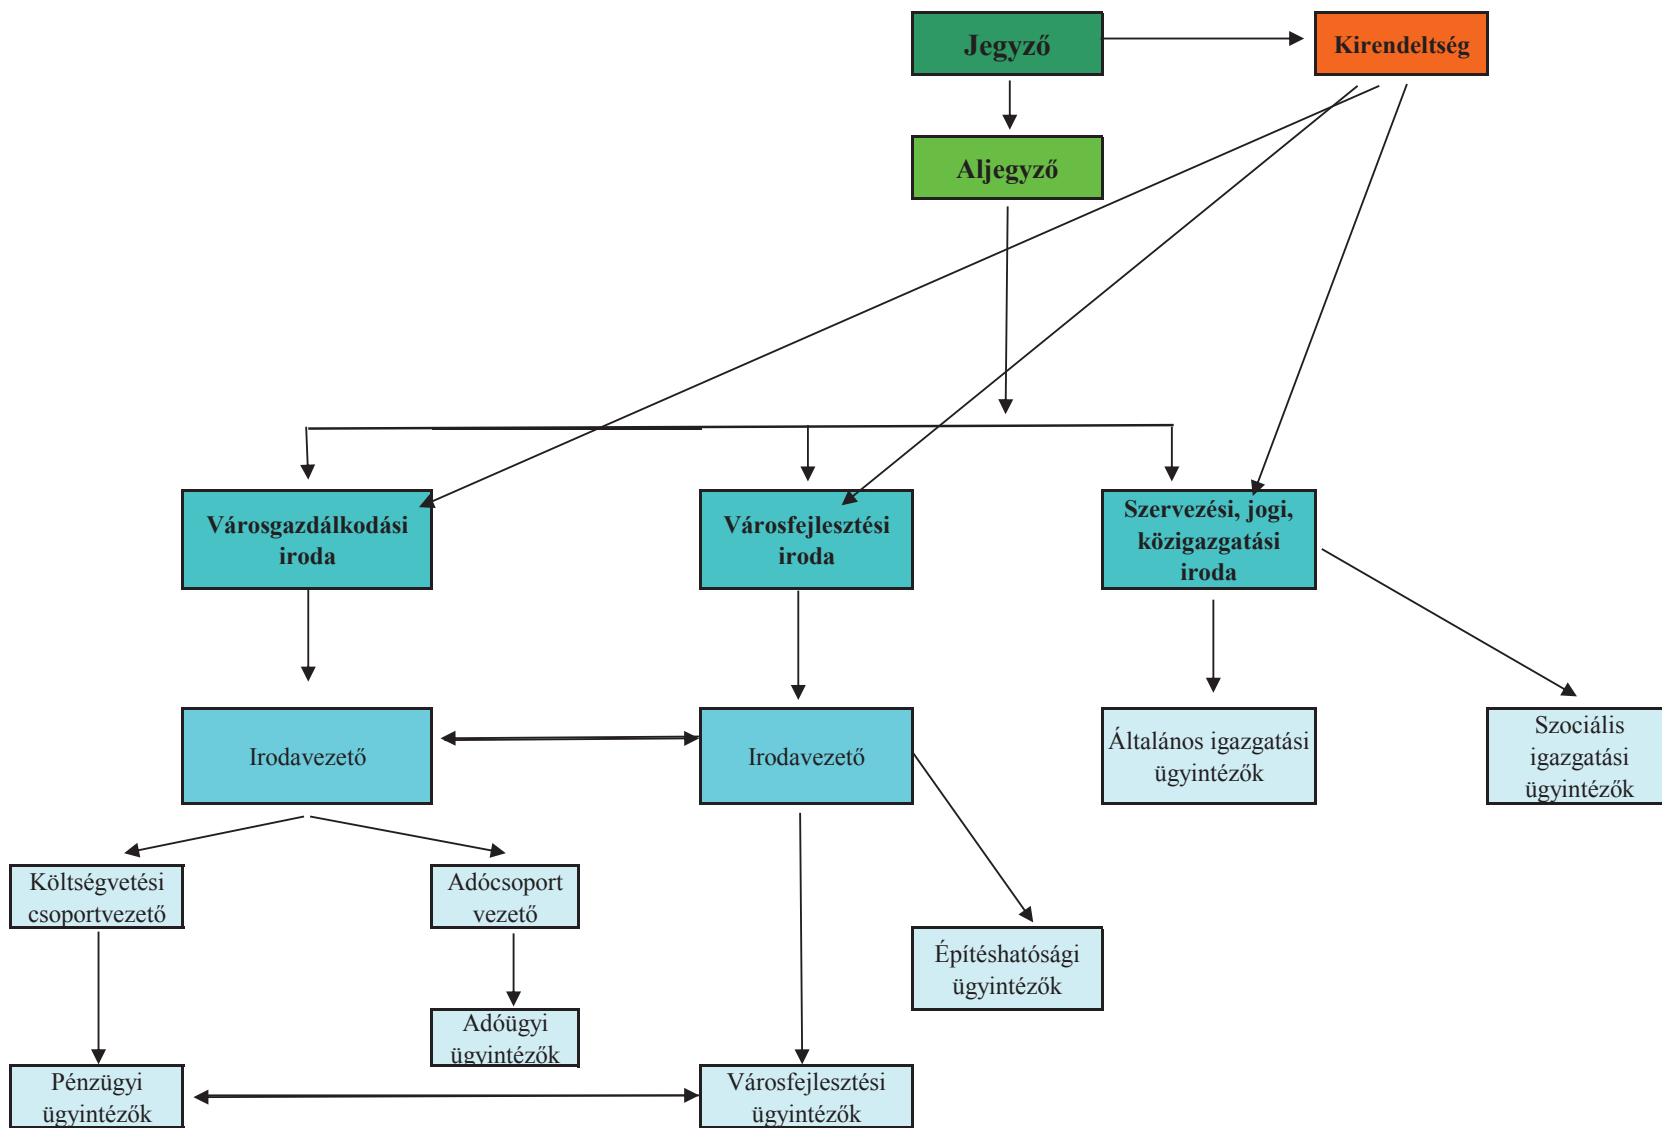 Jegyző
Kirendeltség
Aljegyző
Városgazdálkodási
iroda
Városfejlesztési
iroda
Szervezési, jogi,
közigazgatási
iroda
Irodavezető
Irodavezető
Általános igazgatási
ügyintézők
Szociális
igazgatási
ügyintézők
Költségvetési
csoportvezető
Adócsoport
vezető
Építéshatósági
ügyintézők
Adóügyi
ügyintézők
Pénzügyi
ügyintézők
Városfejlesztési
ügyintézők